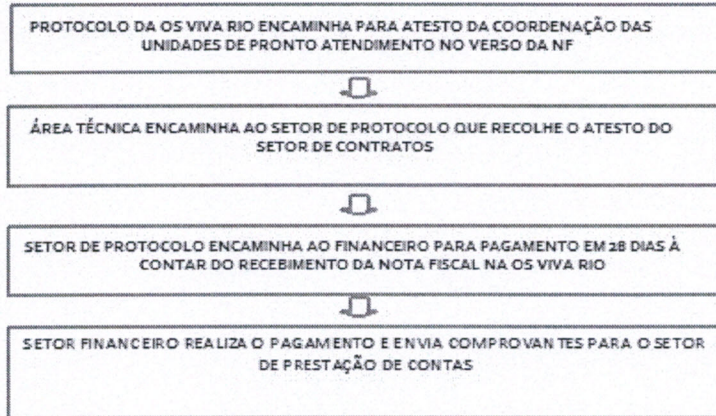 PROTOCOLO DA OS VIVA RIO ENCAMINHA PARA ATESTO DA COORDENAÇÃO DAS
UNIDADES DE PRONTO ATENDIMENTO NO VERSO DA NF
ÁREA TÉCNICA ENCAMINHA AO SETOR DE PROTOCOLO QUE RECOLHE O ATESTO DO
SETOR DE CONTRATOS
SETOR DE PROTOCOLO ENCAMINHA AO FINANCEIRO PARA PAGAMENTO EM 28 DIAS À
CONTAR DO RECEBIMENTO DA NOTA FISCAL NA OS VIVA RIO
SETOR FINANCEIRO REALIZA O PAGAMENTO E ENVIA COMPROVANTES PARA O SETOR
DE PRESTAÇÃO DE CONTAS